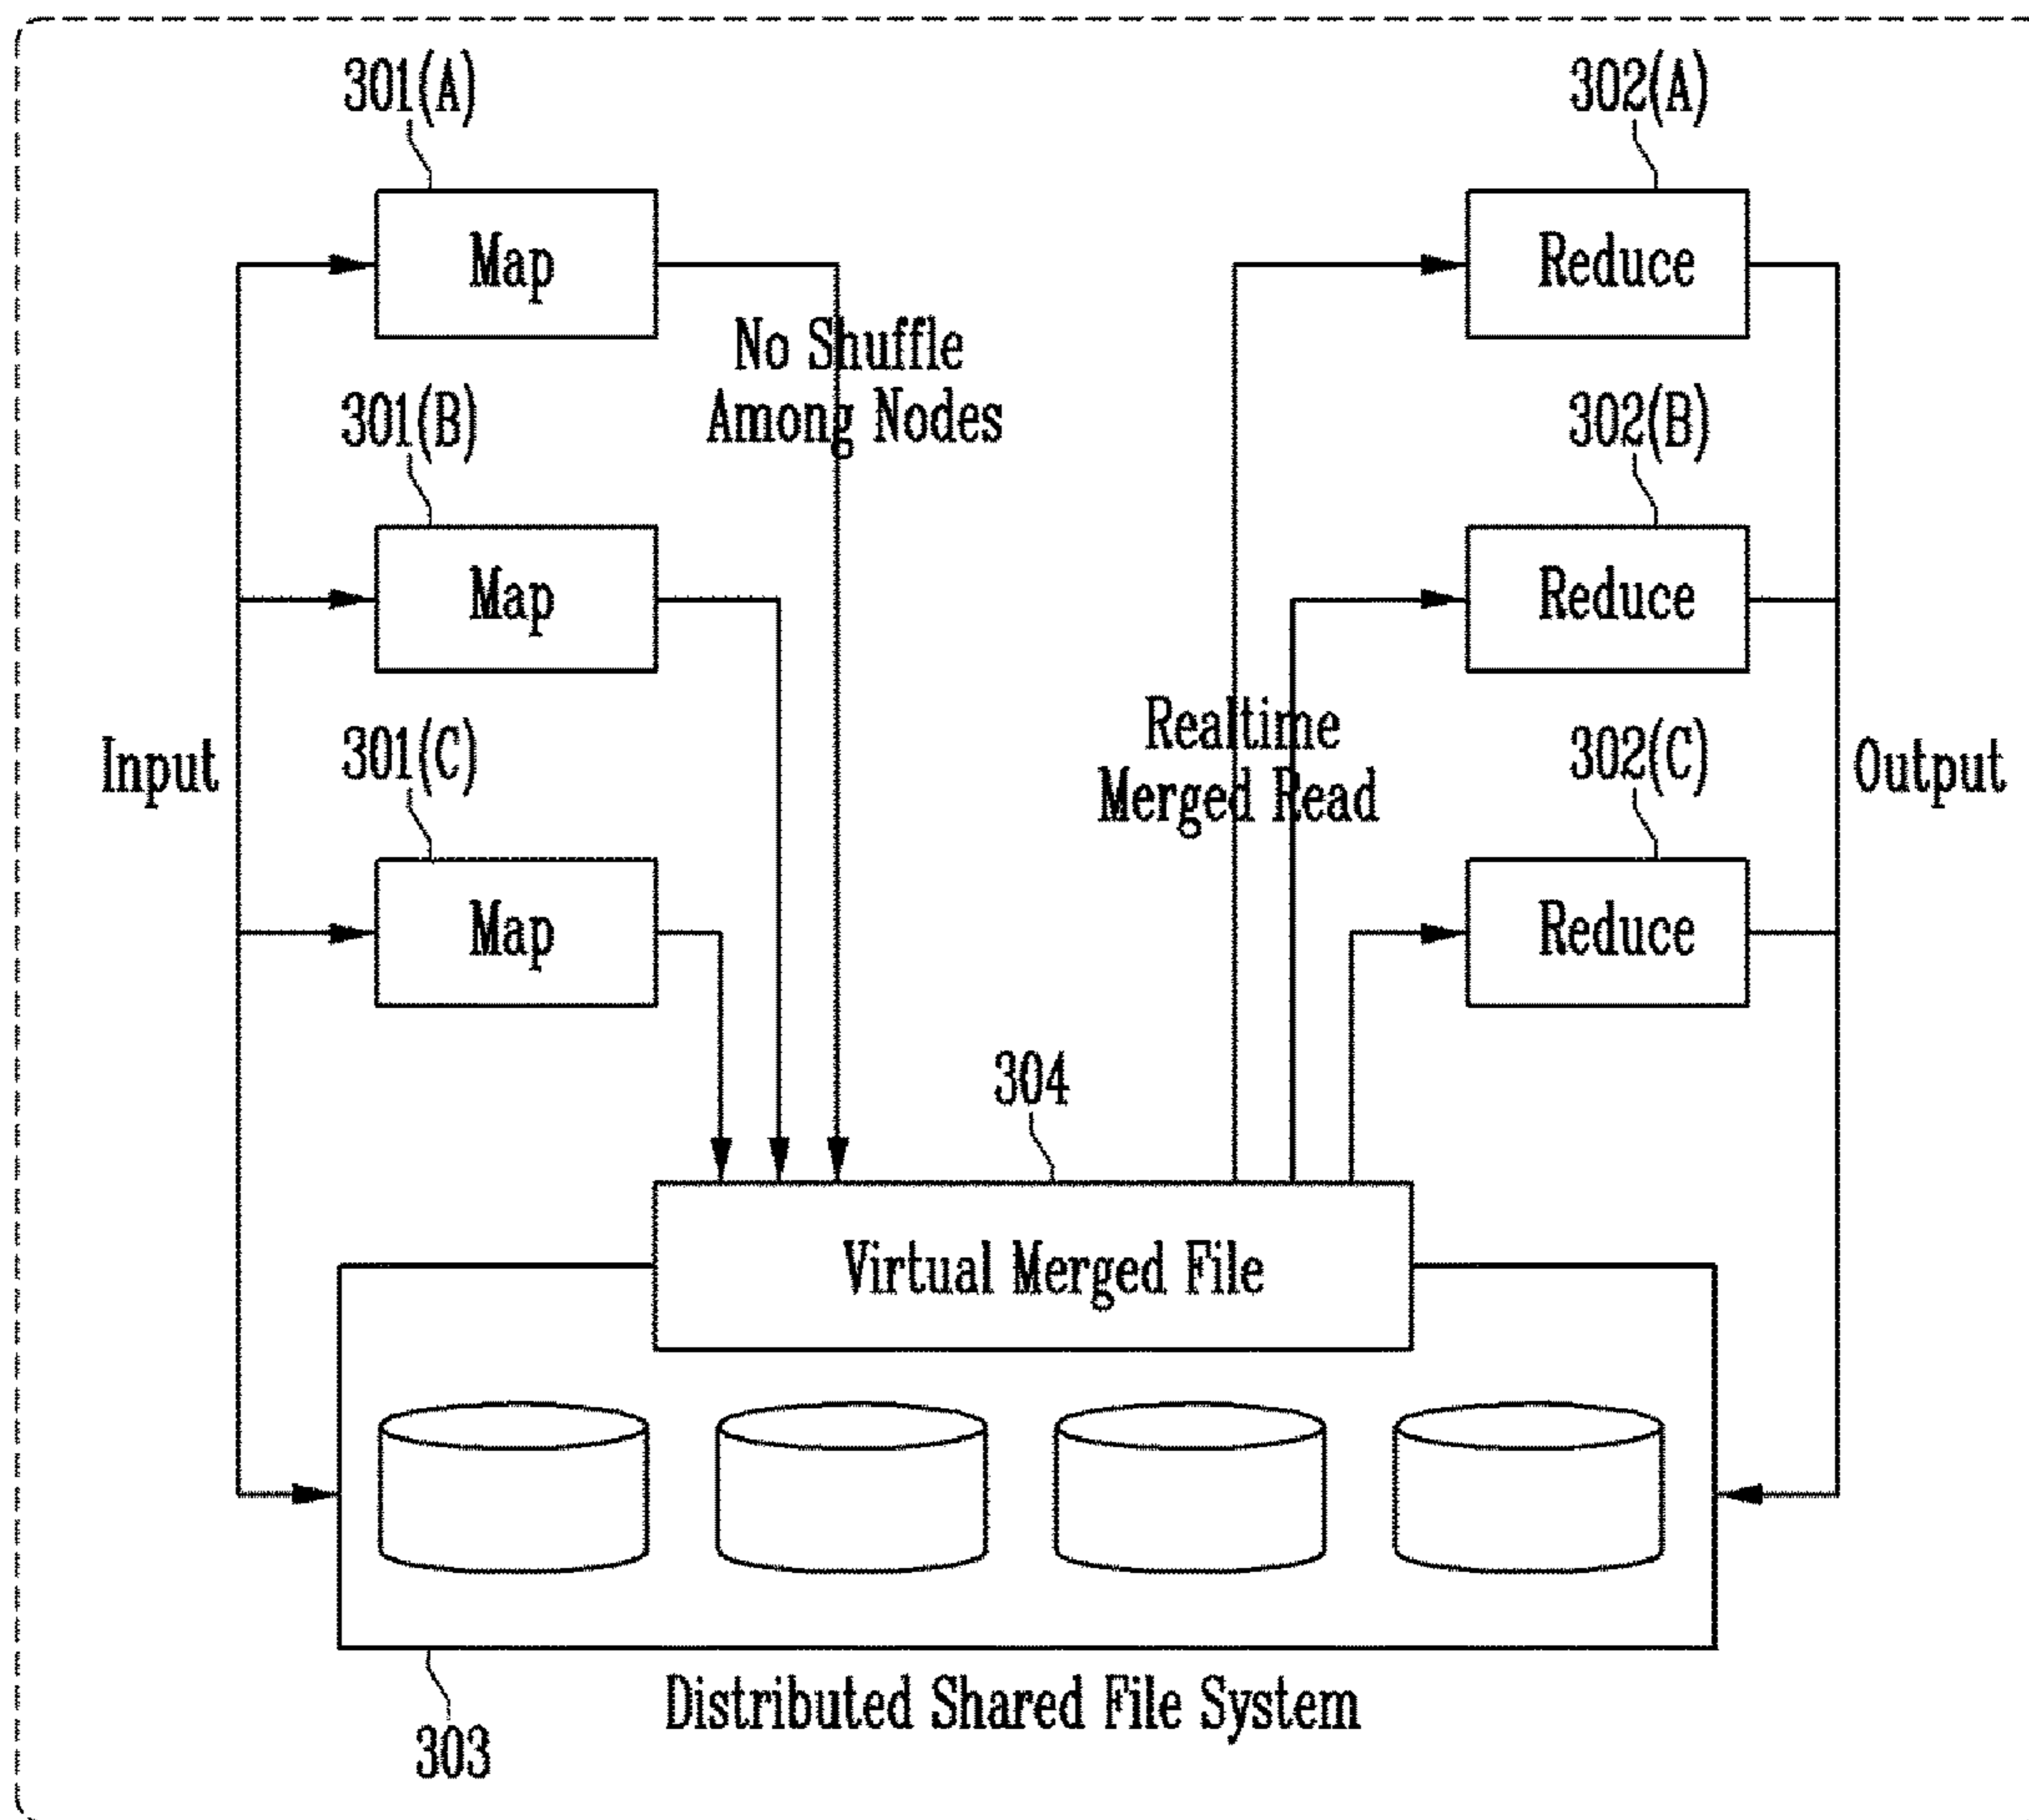 301(A)
302(A)
Map
Reduce
No Shuffle
Among Nodes
301(B)
302(B)
Map
Reduce
Realtime
Merged Read
301(C)
302(C)
Input
Output
Map
Reduce
304
Virtual Merged File
Distributed Shared File System
303